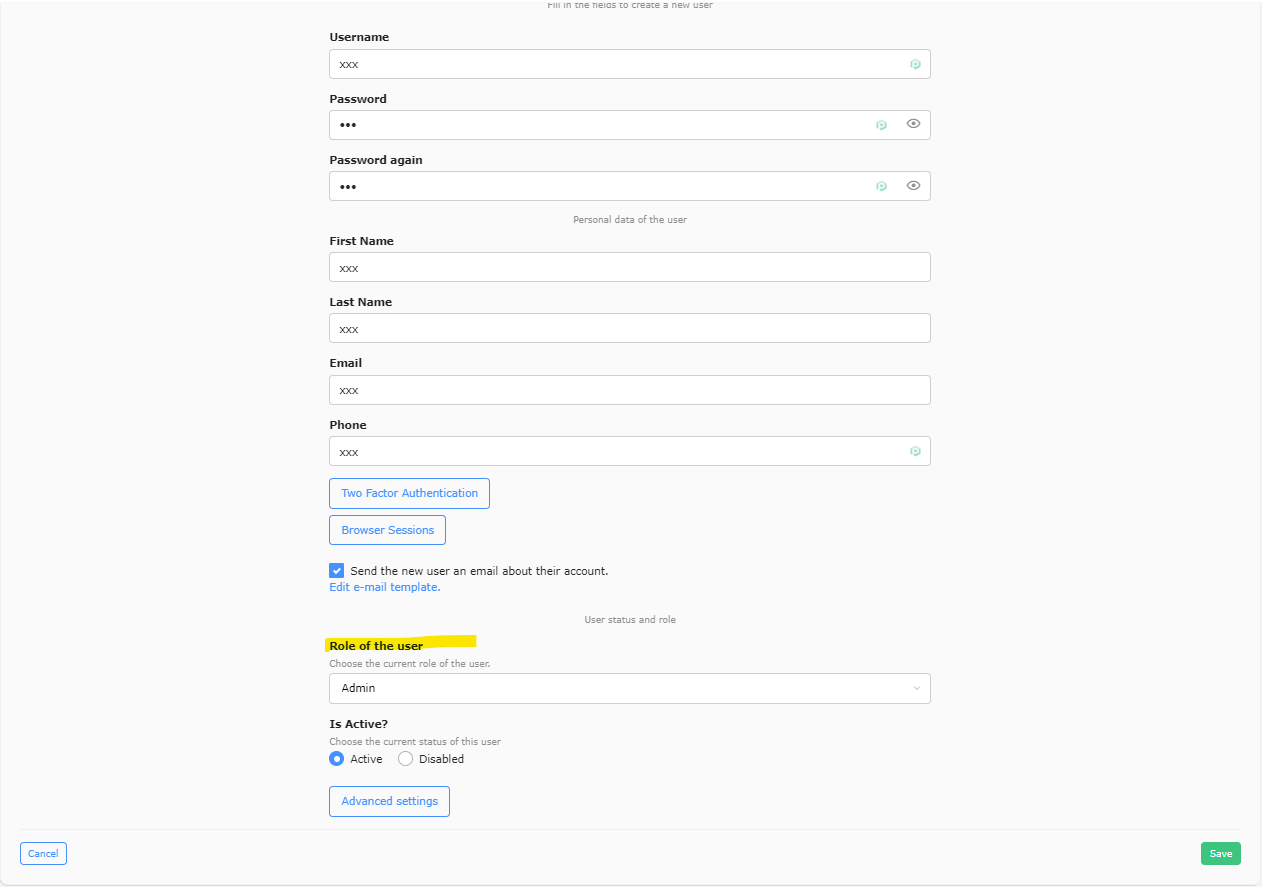 Fill in the fields to create a new user
Username
xxx
Password
•••
Password again
•••
Personal data of the user
First Name
xxx
Last Name
xxx
Email
xxx
Phone
xxx
Two Factor Authentication
Browser Sessions
Send the new user an email about their account.
Edit e-mail template.
User status and role
Role of the user
Choose the current role of the user.
Admin
Is Active?
Choose the current status of this user
Active Disabled
Advanced settings
Cancel Save